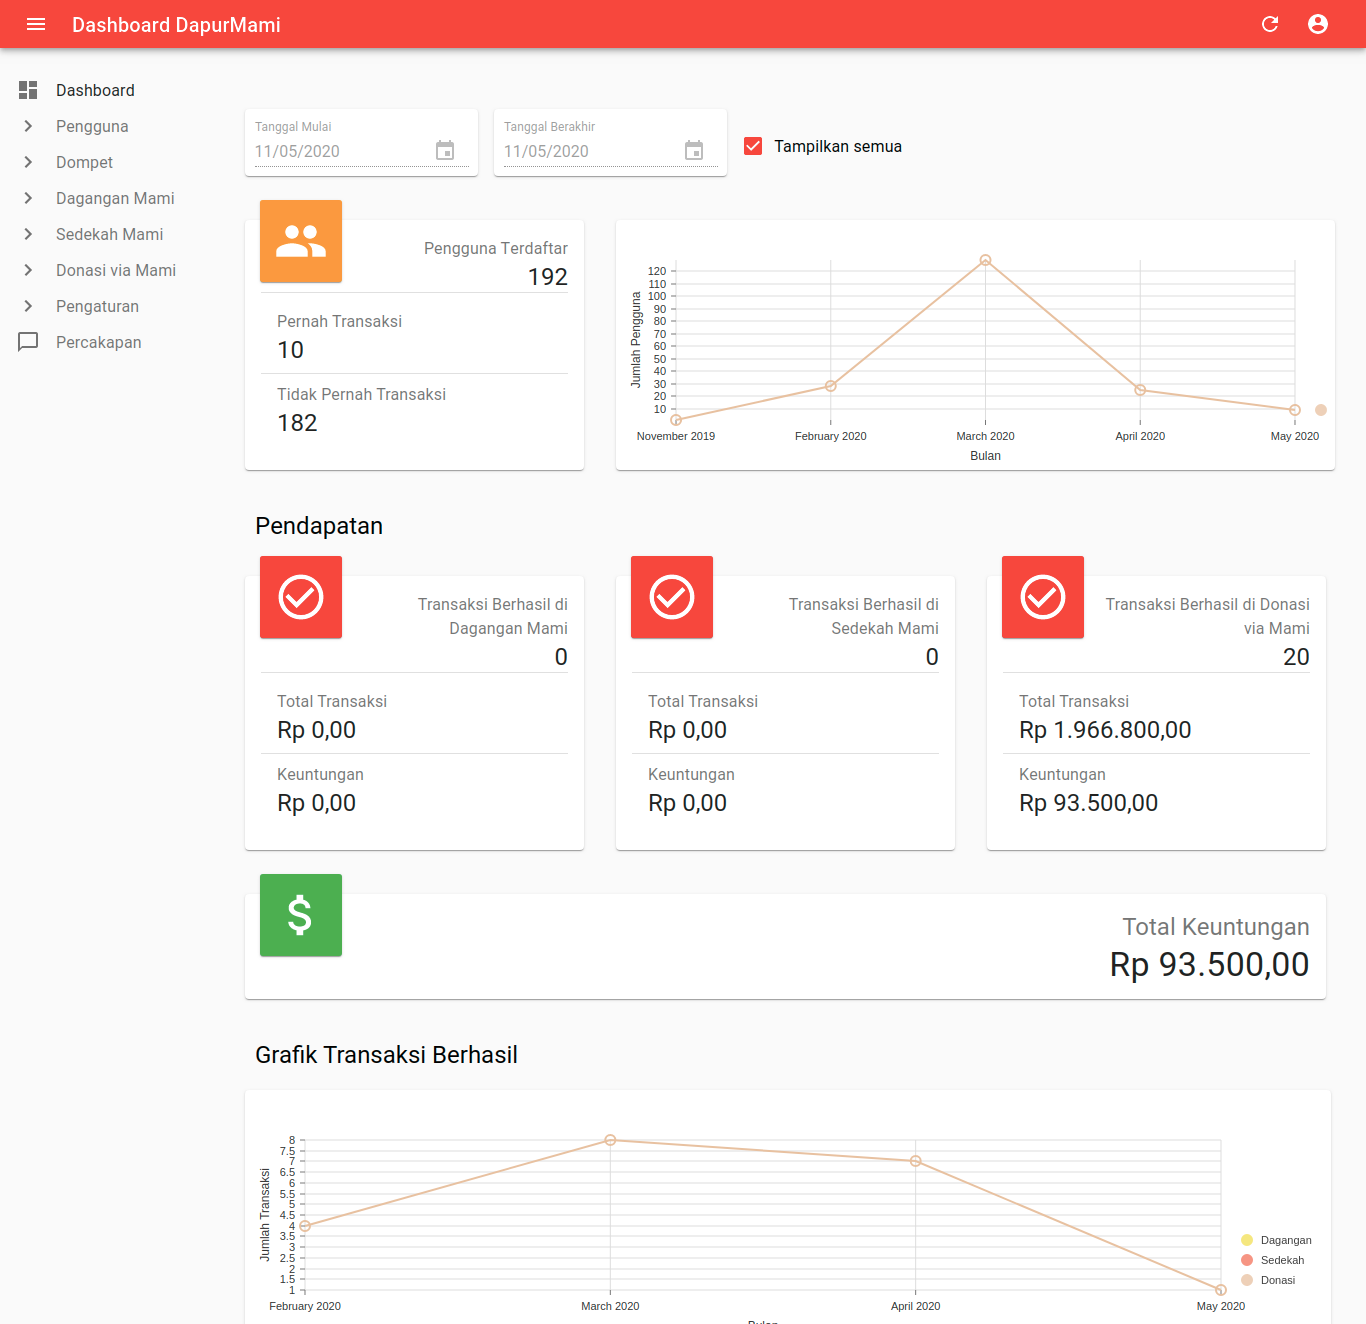 Dashboard DapurMami
Dashboard
Pengguna
Dompet
Dagangan Mami
Sedekah Mami
Donasi via Mami
Pengaturan
Percakapan
Tanggal Mulai
11/05/2020
Tanggal Berakhir
11/05/2020
Tampilkan semua
Pengguna Terdaftar
192
Pernah Transaksi
10
Tidak Pernah Transaksi
182
Jumlah Pengguna
120
110
100
90
80
70
60
50
40
30
20
10
November 2019
February 2020
March 2020
April 2020
May 2020
Bulan
Pendapatan
Transaksi Berhasil di
Dagangan Mami
0
Total Transaksi
Rp 0,00
Keuntungan
Rp 0,00
Transaksi Berhasil di
Sedekah Mami
0
Total Transaksi
Rp 0,00
Keuntungan
Rp 0,00
Transaksi Berhasil di Donasi
via Mami
20
Total Transaksi
Rp 1.966.800,00
Keuntungan
Rp 93.500,00
Total Keuntungan
Rp 93.500,00
Grafik Transaksi Berhasil
Jumlah Transaksi
8
7.5
7
6.5
6
5.5
5
4.5
4
3.5
3
2.5
2
1.5
1
February 2020
March 2020
April 2020
May 2020
Bulan
Dagangan
Sedekah
Donasi